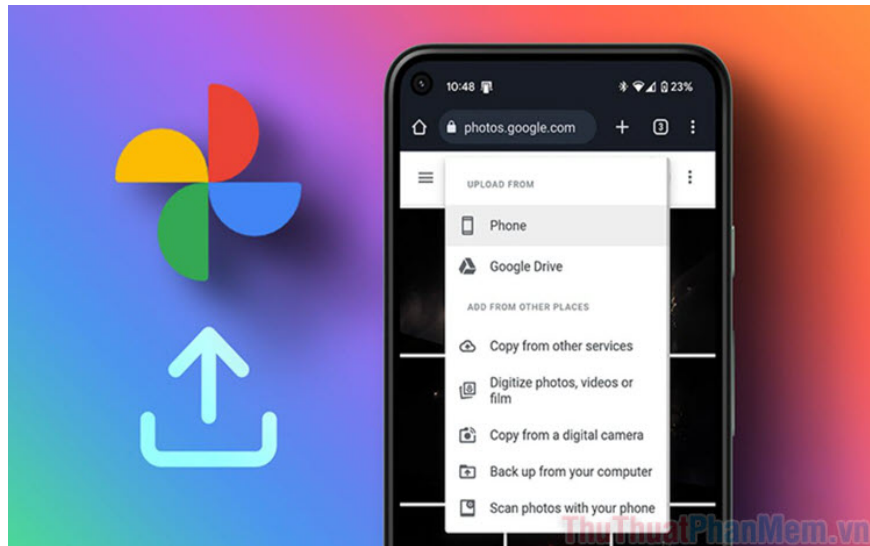 10:48
23%
photos.google.com
3
UPLOAD FROM
Phone
Google Drive
ADD FROM OTHER PLACES
Copy from other services
Digitize photos, videos or
film
Copy from a digital camera
Back up from your computer
Scan photos with your phone
ThuThuatPhanMem.vn